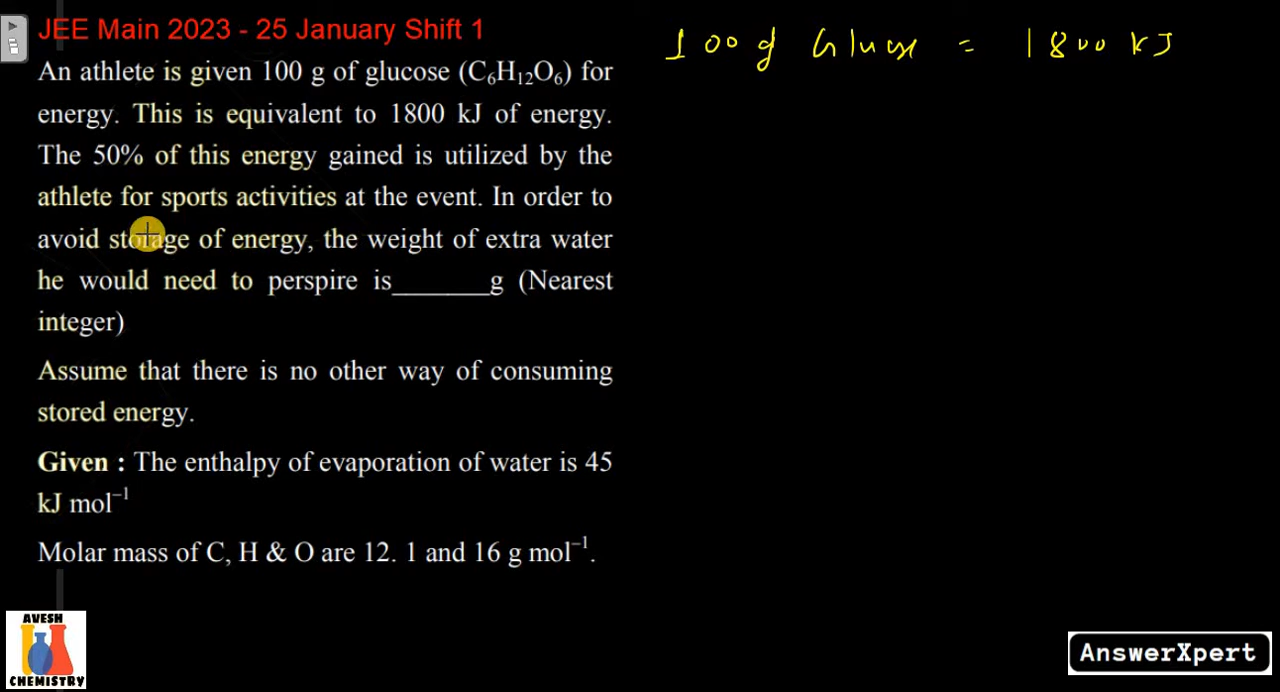 JEE Main 2023 - 25 January Shift 1
An athlete is given 100 g of glucose (C₆H₁₂O₆) for
energy. This is equivalent to 1800 kJ of energy.
The 50% of this energy gained is utilized by the
athlete for sports activities at the event. In order to
avoid storage of energy, the weight of extra water
he would need to perspire is_______g (Nearest
integer)
Assume that there is no other way of consuming
stored energy.
Given : The enthalpy of evaporation of water is 45
kJ mol⁻¹
Molar mass of C, H & O are 12. 1 and 16 g mol⁻¹.
100 g Glucose = 1800 kJ
AVESH
CHEMISTRY
AnswerXpert